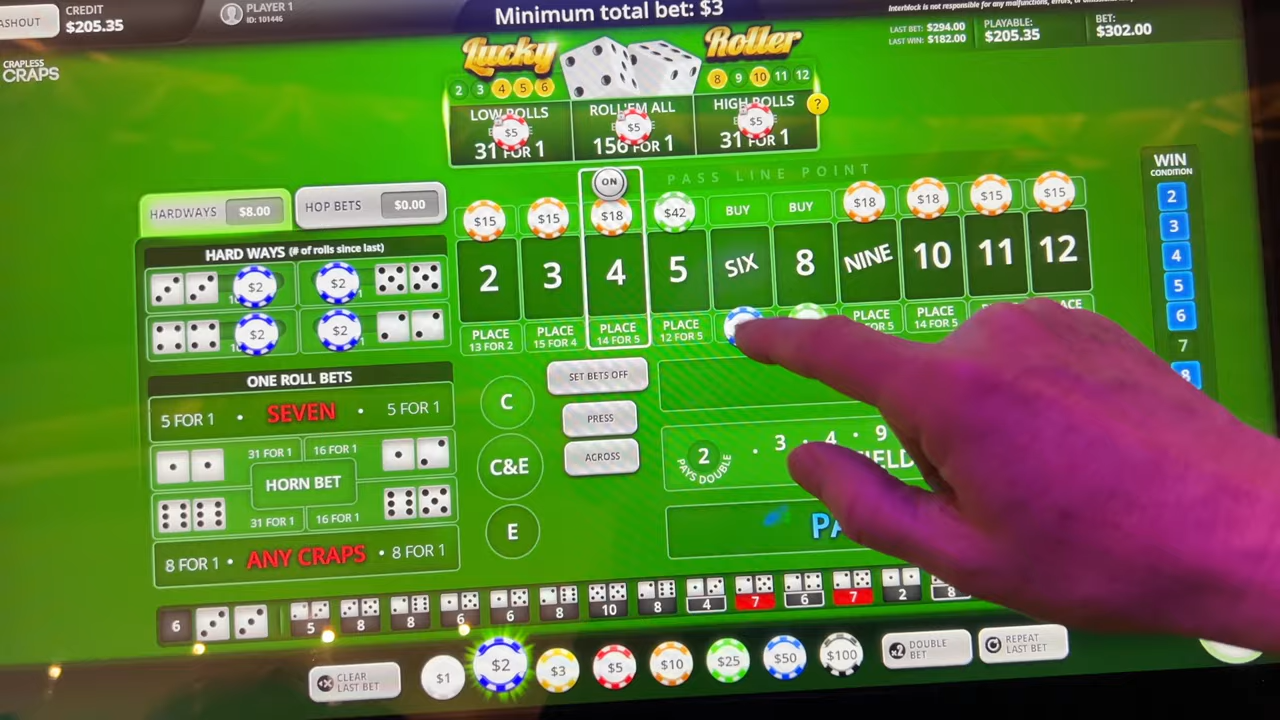 CASHOUT
CREDIT
$205.35
PLAYER 1
ID: 101446
Minimum total bet: $3
Interblock is not responsible for any malfunctions, errors, or
LAST BET: $294.00
LAST WIN: $182.00
PLAYABLE:
$205.35
BET:
$302.00
CRAPLESS
CRAPS
Lucky Roller
2 3 4 5 6
8 9 10 11 12
?
LOW ROLLS
$5
31 FOR 1
ROLL'EM ALL
$5
156 FOR 1
HIGH ROLLS
$5
31 FOR 1
PASS LINE POINT
ON
HARDWAYS $8.00
HOP BETS $0.00
$15 $15 $18 $42 BUY BUY $18 $18 $15 $15
2 3 4 5 SIX 8 NINE 10 11 12
PLACE
13 FOR 2
PLACE
15 FOR 4
PLACE
14 FOR 5
PLACE
12 FOR 5
PLACE
FOR 5
PLACE
14 FOR 5
HARD WAYS (# of rolls since last)
$2 $2
$2 $2
WIN
CONDITION
2
3
4
5
6
7
8
ONE ROLL BETS
5 FOR 1 • SEVEN • 5 FOR 1
31 FOR 1 16 FOR 1
HORN BET
31 FOR 1 16 FOR 1
8 FOR 1 • ANY CRAPS • 8 FOR 1
C
C&E
E
SET BETS OFF
PRESS
ACROSS
2
PAYS DOUBLE
• 3 • 4 • 9
FIELD
PA
6 5 8 8 6 6 8 10 8 4 7 6 7 2 8
CLEAR
LAST BET
$1 $2 $3 $5 $10 $25 $50 $100
x2 DOUBLE
BET
REPEAT
LAST BET